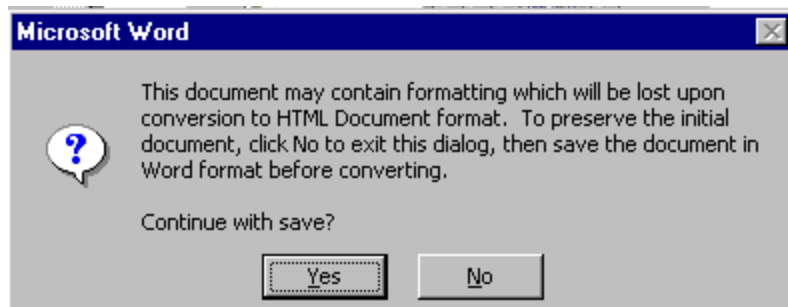 Microsoft Word
This document may contain formatting which will be lost upon
conversion to HTML Document format.  To preserve the initial
document, click No to exit this dialog, then save the document in
Word format before converting.
Continue with save?
Yes
No